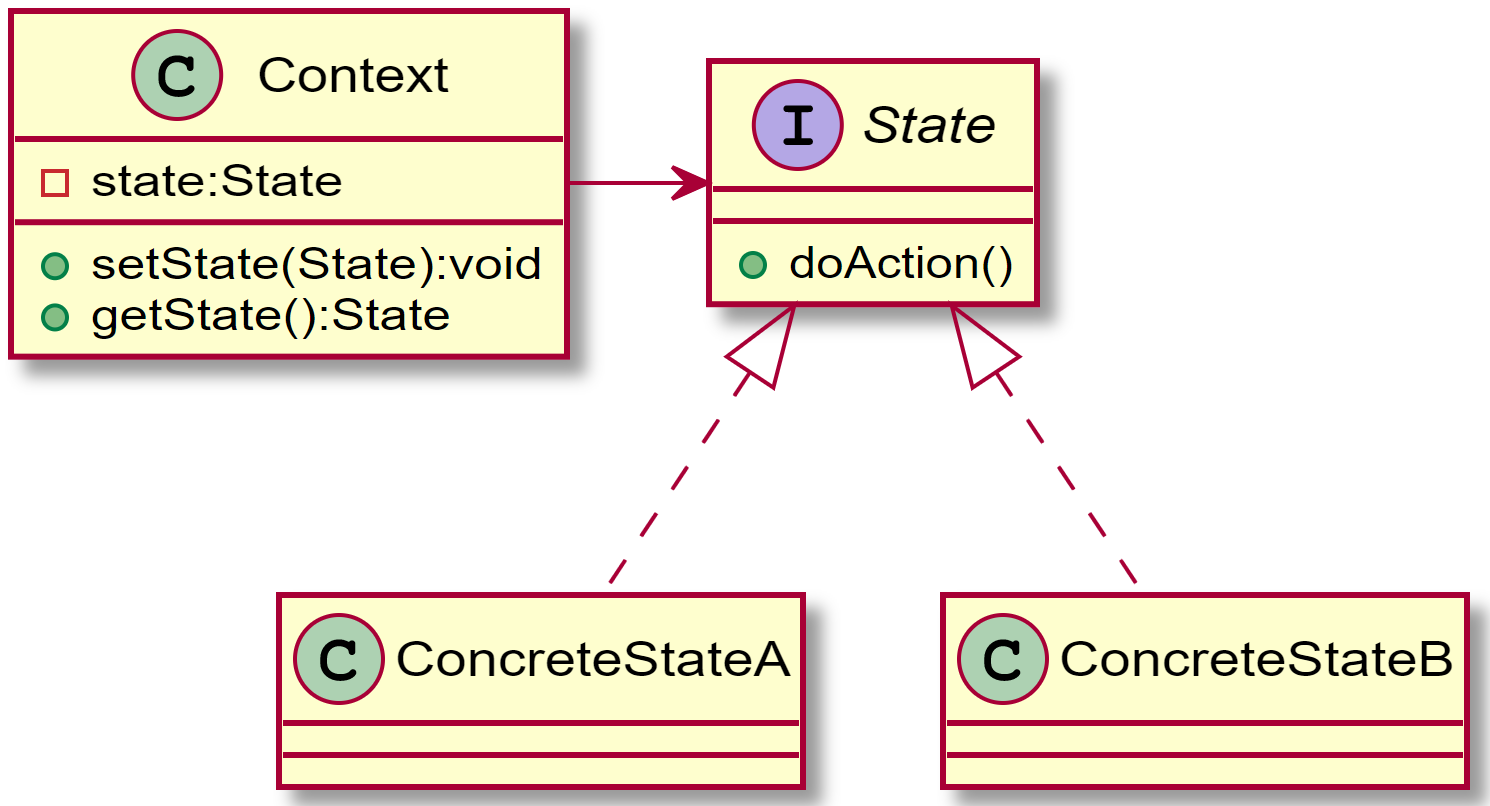 C Context
state:State
setState(State):void
getState():State
I State
doAction()
C ConcreteStateA
C ConcreteStateB